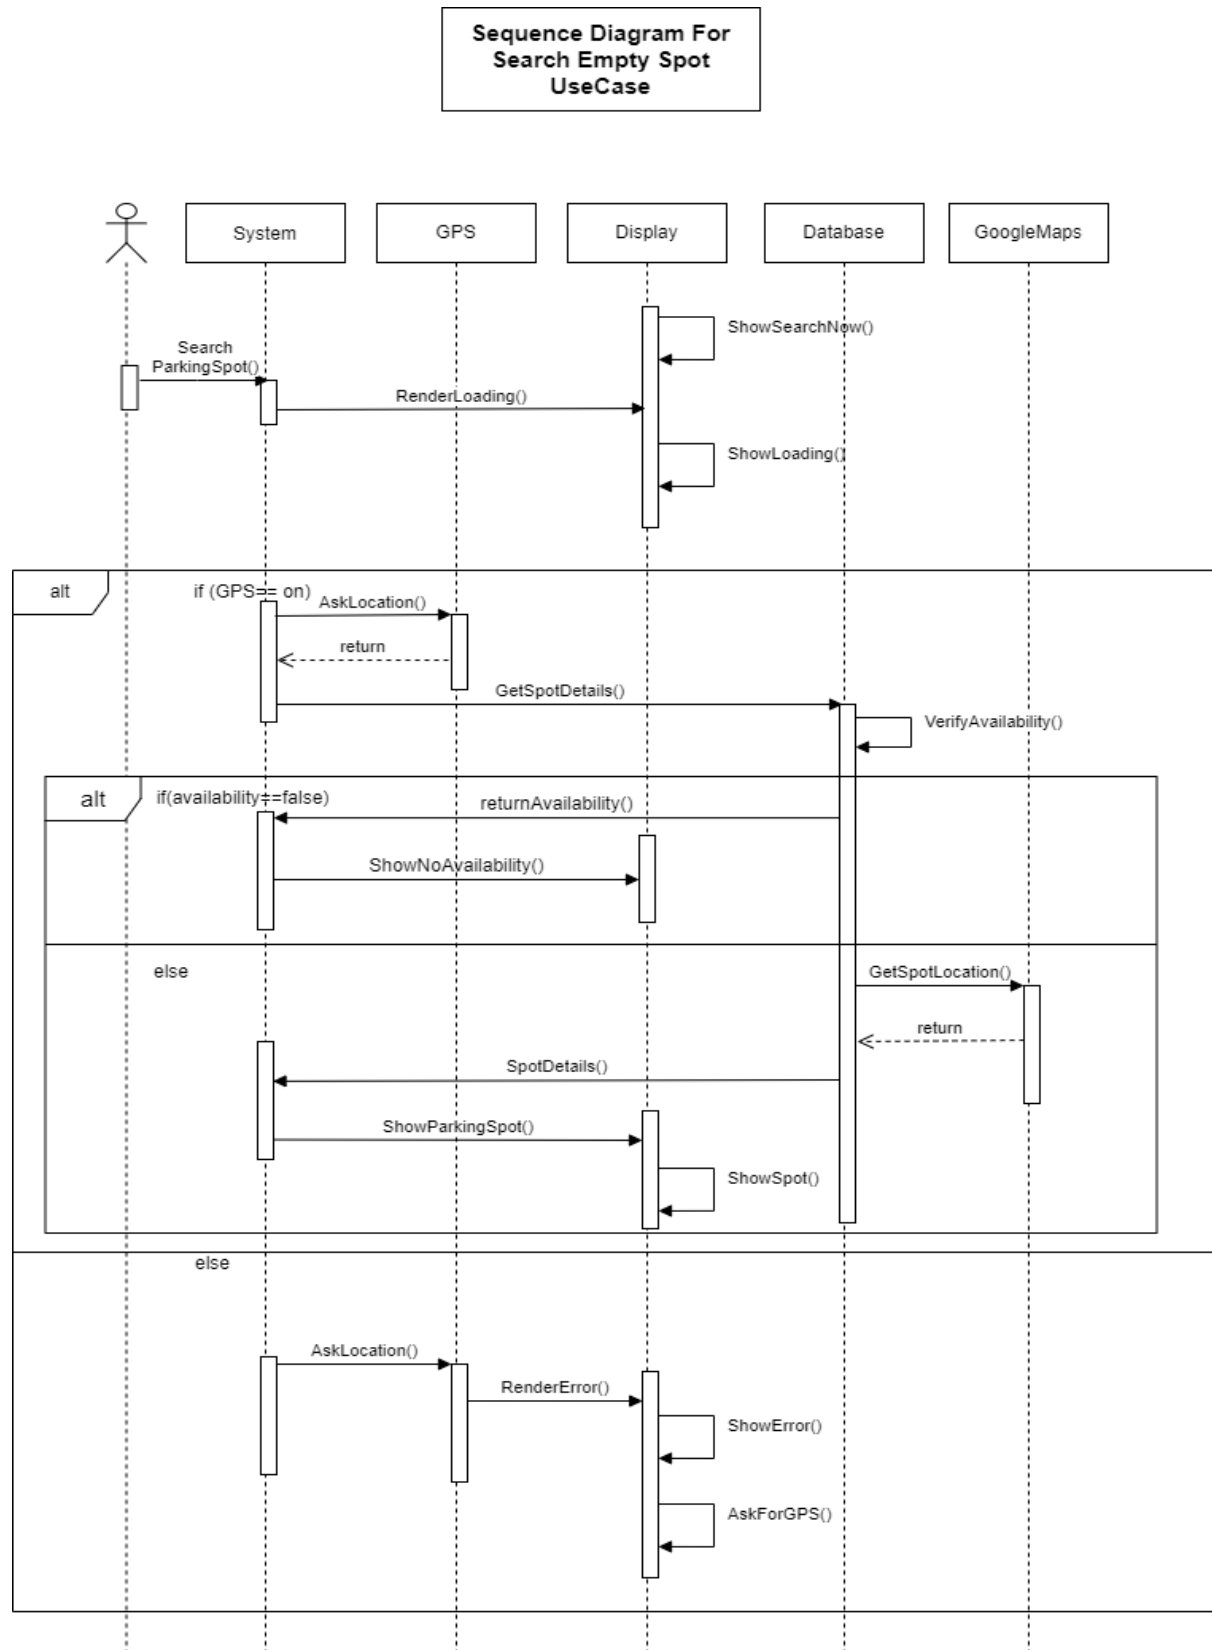 Sequence Diagram For
Search Empty Spot
UseCase
System
GPS
Display
Database
GoogleMaps
ShowSearchNow()
Search
ParkingSpot()
RenderLoading()
ShowLoading()
alt
if (GPS== on)
AskLocation()
return
GetSpotDetails()
VerifyAvailability()
alt
if(availability==false)
returnAvailability()
ShowNoAvailability()
else
GetSpotLocation()
return
SpotDetails()
ShowParkingSpot()
ShowSpot()
else
AskLocation()
RenderError()
ShowError()
AskForGPS()